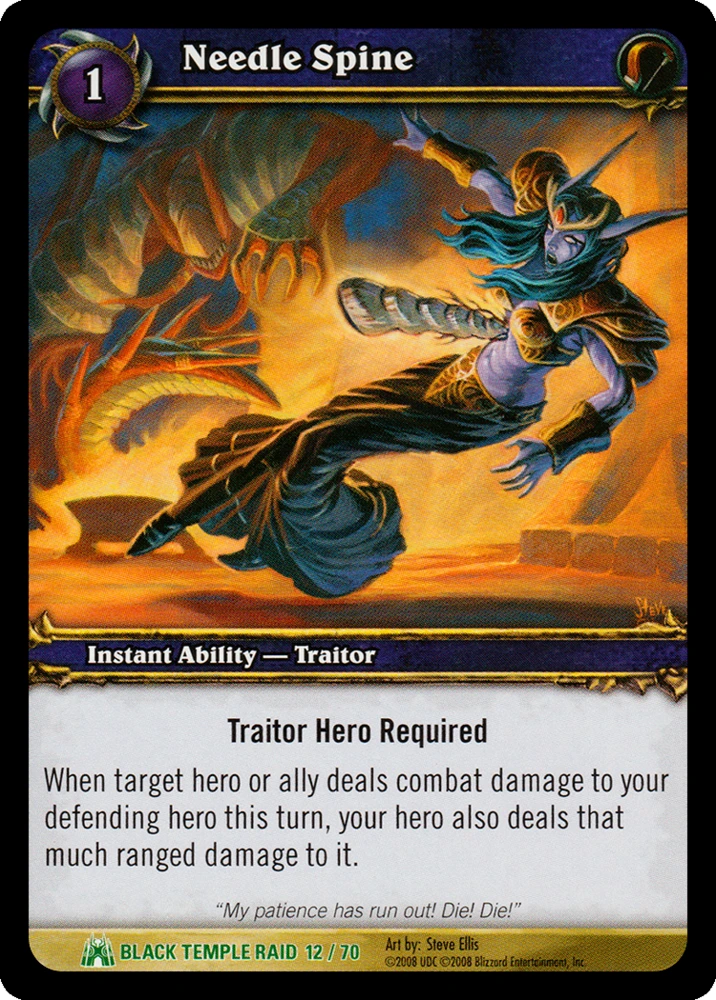 Needle Spine
1
Steve
Instant Ability — Traitor
Traitor Hero Required
When target hero or ally deals combat damage to your
defending hero this turn, your hero also deals that
much ranged damage to it.
“My patience has run out! Die! Die!”
BLACK TEMPLE RAID 12 / 70
Art by: Steve Ellis
©2008 UDC ©2008 Blizzard Entertainment, Inc.